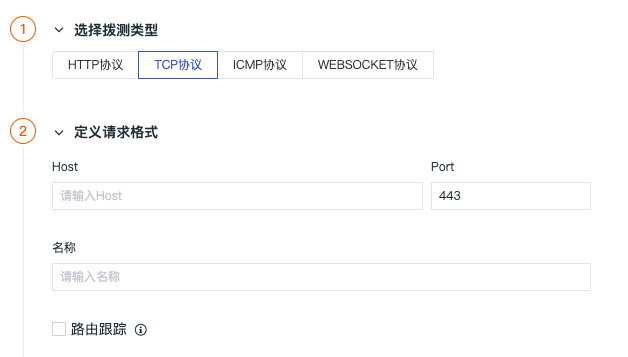 1 选择拨测类型
HTTP协议 TCP协议 ICMP协议 WEBSOCKET协议
2 定义请求格式
Host Port
请输入Host 443
名称
请输入名称
路由跟踪